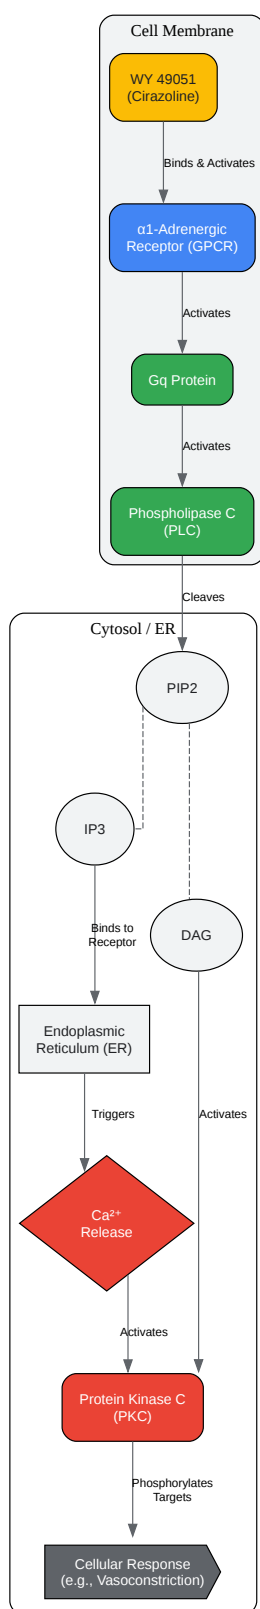 Cell Membrane
WY 49051
(Cirazoline)
Binds & Activates
α1-Adrenergic
Receptor (GPCR)
Activates
Gq Protein
Activates
Phospholipase C
(PLC)
Cleaves
Cytosol / ER
PIP2
IP3
DAG
Binds to
Receptor
Endoplasmic
Reticulum (ER)
Triggers
Activates
Ca²⁺
Release
Activates
Protein Kinase C
(PKC)
Phosphorylates
Targets
Cellular Response
(e.g., Vasoconstriction)